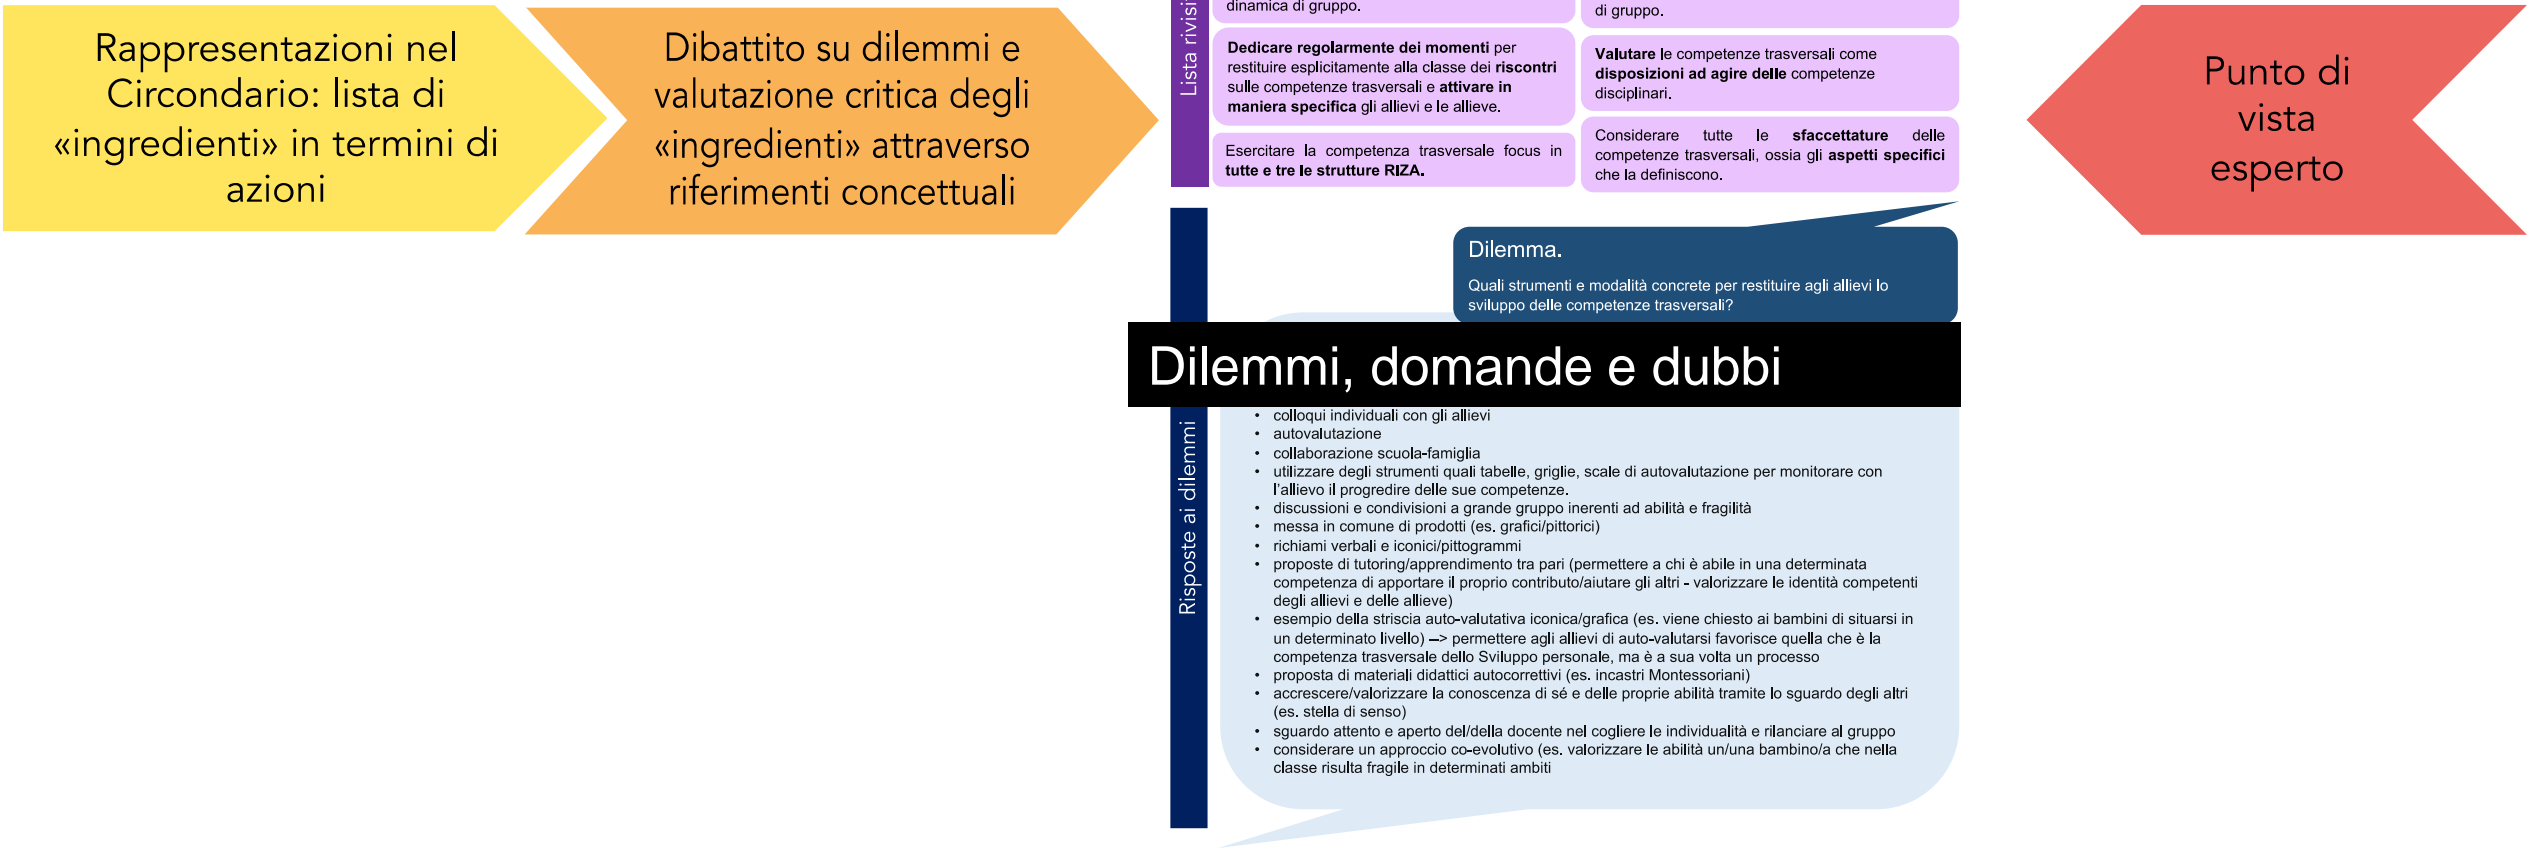 Rappresentazioni nel
Circondario: lista di
«ingredienti» in termini di
azioni
Dibattito su dilemmi e
valutazione critica degli
«ingredienti» attraverso
riferimenti concettuali
Lista
dinamica di gruppo.
Dedicare regolarmente dei momenti per
restituire esplicitamente alla classe dei riscontri
sulle competenze trasversali e attivare in
maniera specifica gli allievi e le allieve.
Esercitare la competenza trasversale focus in
tutte e tre le strutture RIZA.
di gruppo.
Valutare le competenze trasversali come
disposizioni ad agire delle competenze
disciplinari.
Considerare tutte le sfaccettature delle
competenze trasversali, ossia gli aspetti specifici
che la definiscono.
Punto di
vista
esperto
Dilemma.
Quali strumenti e modalità concrete per restituire agli allievi lo
sviluppo delle competenze trasversali?
Dilemmi, domande e dubbi
Risposte ai dilemmi
• colloqui individuali con gli allievi
• autovalutazione
• collaborazione scuola-famiglia
• utilizzare degli strumenti quali tabelle, griglie, scale di autovalutazione per monitorare con
l'allievo il progredire delle sue competenze.
• discussioni e condivisioni a grande gruppo inerenti ad abilità e fragilità
• messa in comune di prodotti (es. grafici/pittorici)
• richiami verbali e iconici/pittogrammi
• proposte di tutoring/apprendimento tra pari (permettere a chi è abile in una determinata
competenza di apportare il proprio contributo/aiutare gli altri - valorizzare le identità competenti
degli allievi e delle allieve)
• esempio della striscia auto-valutativa iconica/grafica (es. viene chiesto ai bambini di situarsi in
un determinato livello) —> permettere agli allievi di auto-valutarsi favorisce quella che è la
competenza trasversale dello Sviluppo personale, ma è a sua volta un processo
• proposta di materiali didattici autocorrettivi (es. incastri Montessoriani)
• accrescere/valorizzare la conoscenza di sé e delle proprie abilità tramite lo sguardo degli altri
(es. stella di senso)
• sguardo attento e aperto del/della docente nel cogliere le individualità e rilanciare al gruppo
• considerare un approccio co-evolutivo (es. valorizzare le abilità un/una bambino/a che nella
classe risulta fragile in determinati ambiti